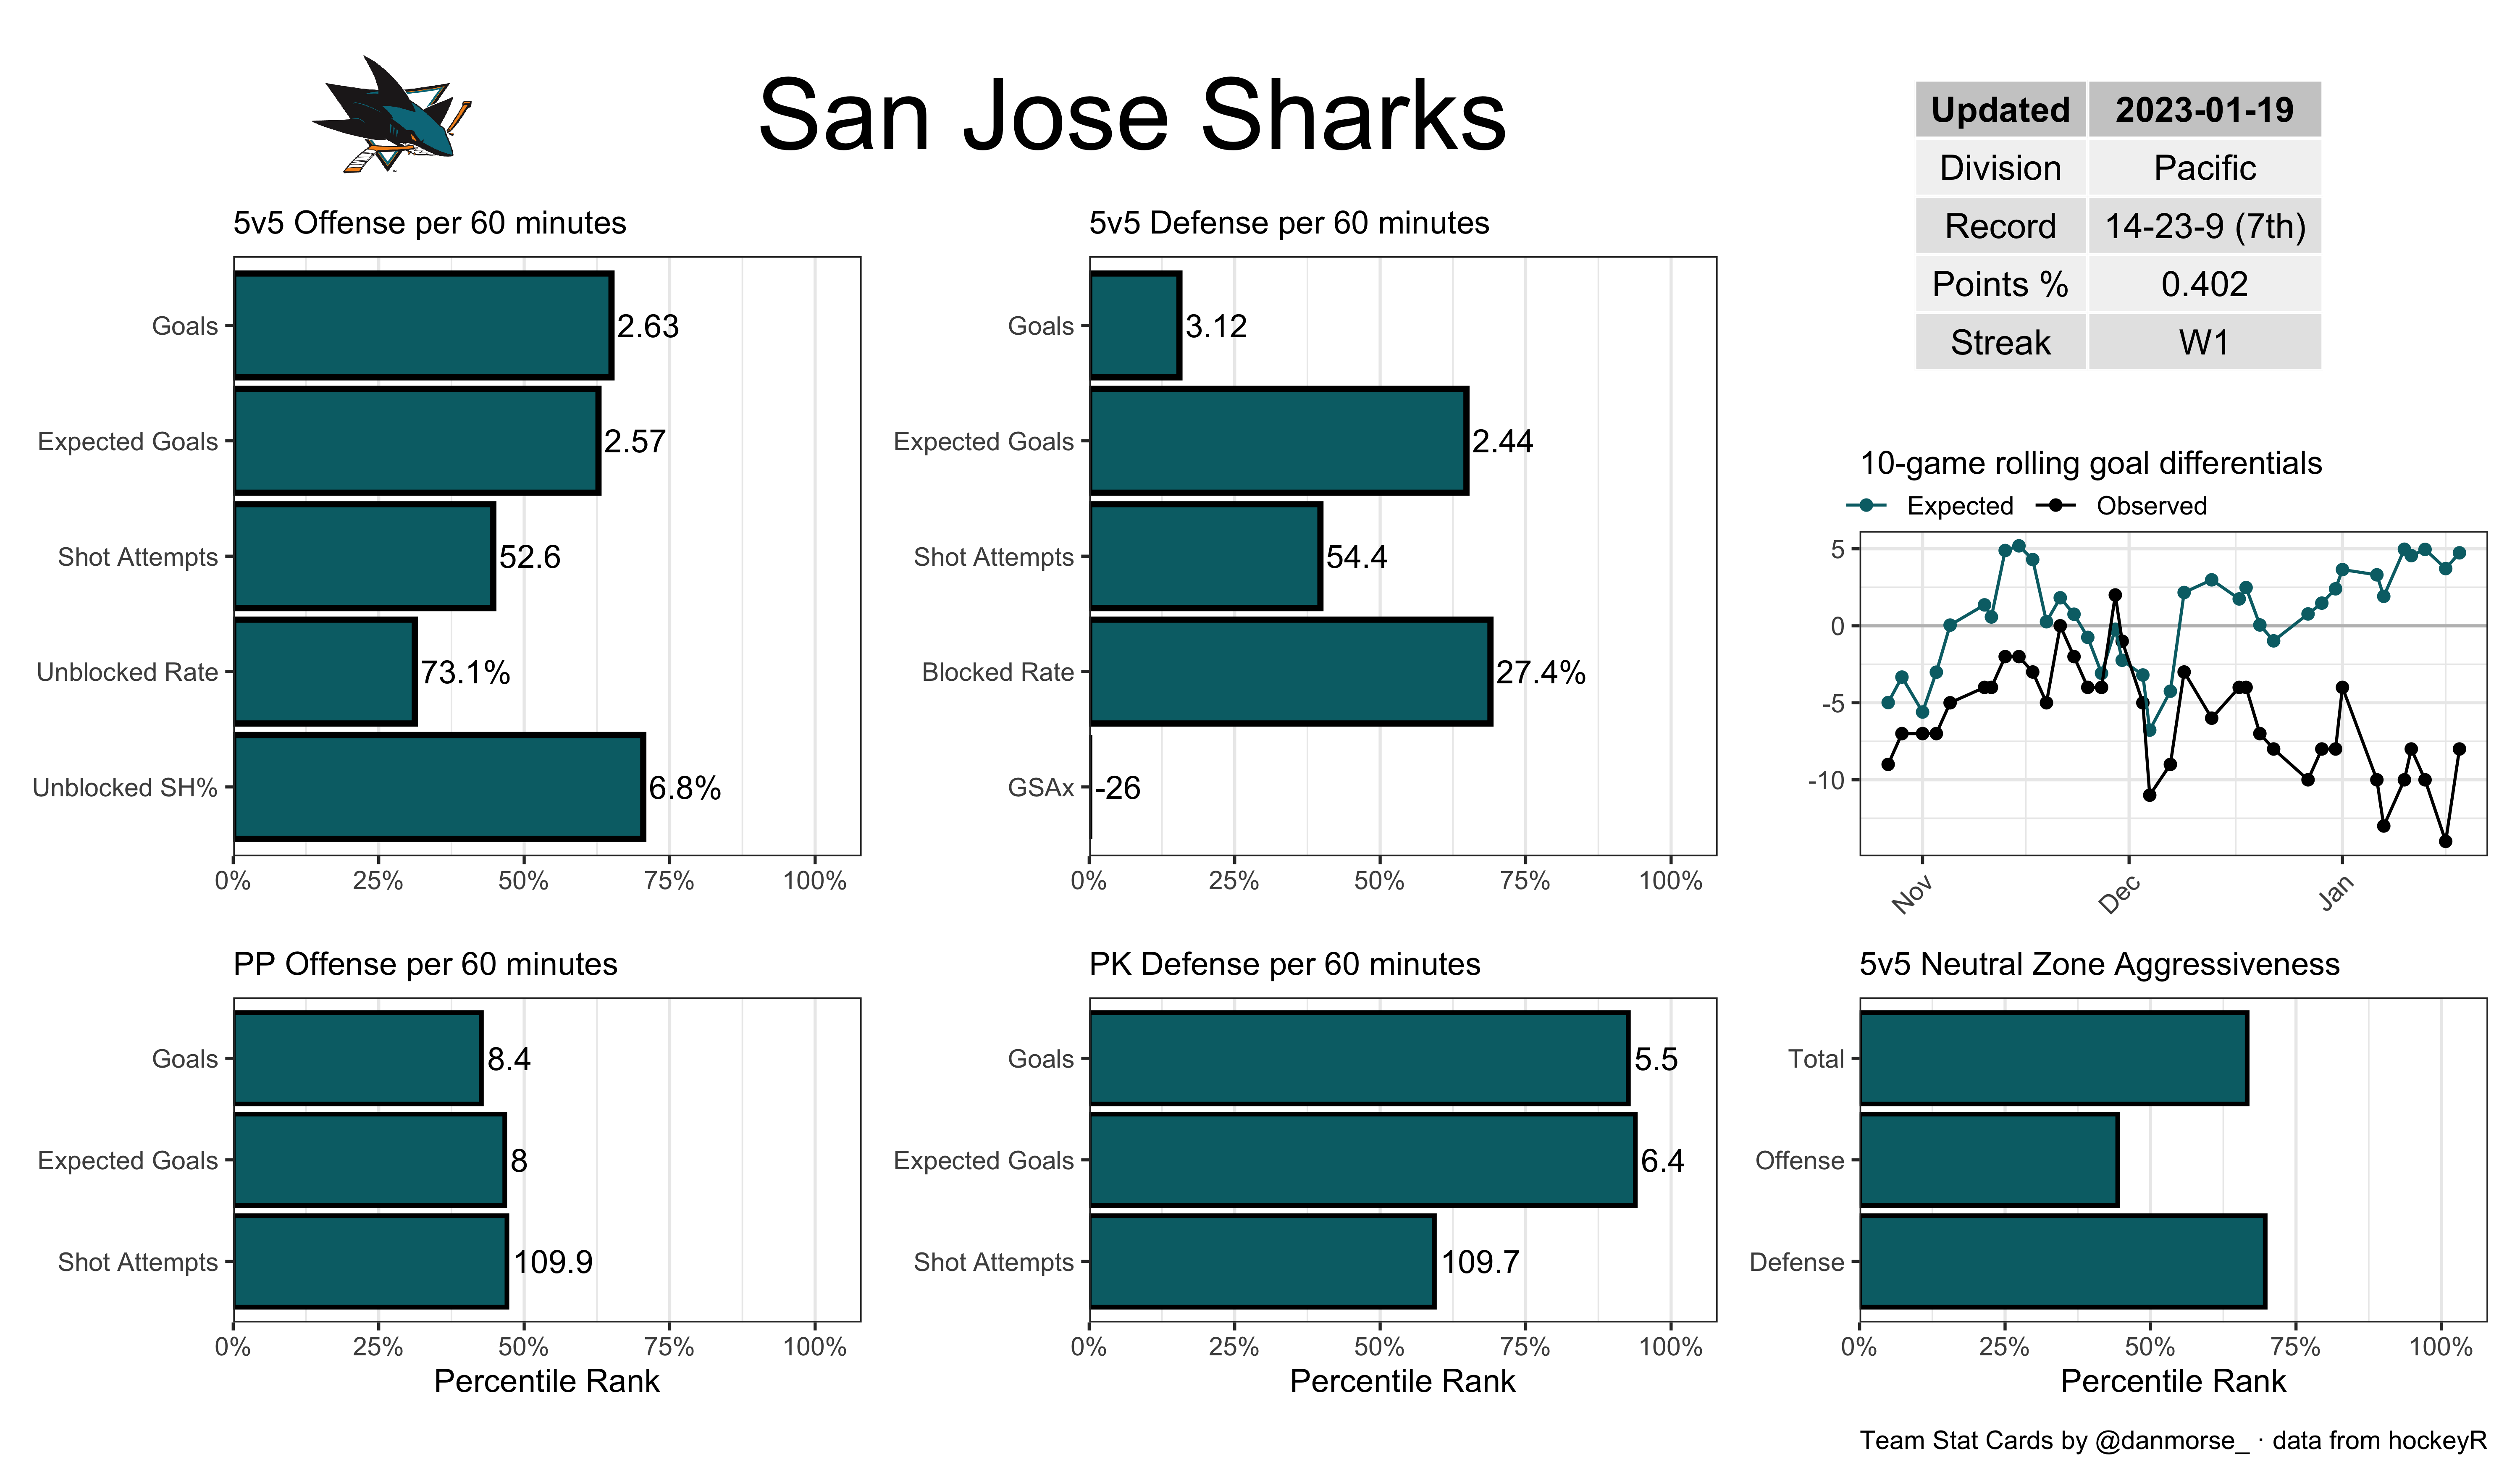 San Jose Sharks
Updated 2023-01-19
Division Pacific
Record 14-23-9 (7th)
Points % 0.402
Streak W1
5v5 Offense per 60 minutes
Goals 2.63
Expected Goals 2.57
Shot Attempts 52.6
Unblocked Rate 73.1%
Unblocked SH% 6.8%
0% 25% 50% 75% 100%
5v5 Defense per 60 minutes
Goals 3.12
Expected Goals 2.44
Shot Attempts 54.4
Blocked Rate 27.4%
GSAx -26
0% 25% 50% 75% 100%
10-game rolling goal differentials
Expected Observed
5
0
-5
-10
Nov Dec Jan
PP Offense per 60 minutes
Goals 8.4
Expected Goals 8
Shot Attempts 109.9
0% 25% 50% 75% 100%
Percentile Rank
PK Defense per 60 minutes
Goals 5.5
Expected Goals 6.4
Shot Attempts 109.7
0% 25% 50% 75% 100%
Percentile Rank
5v5 Neutral Zone Aggressiveness
Total
Offense
Defense
0% 25% 50% 75% 100%
Percentile Rank
Team Stat Cards by @danmorse_ · data from hockeyR